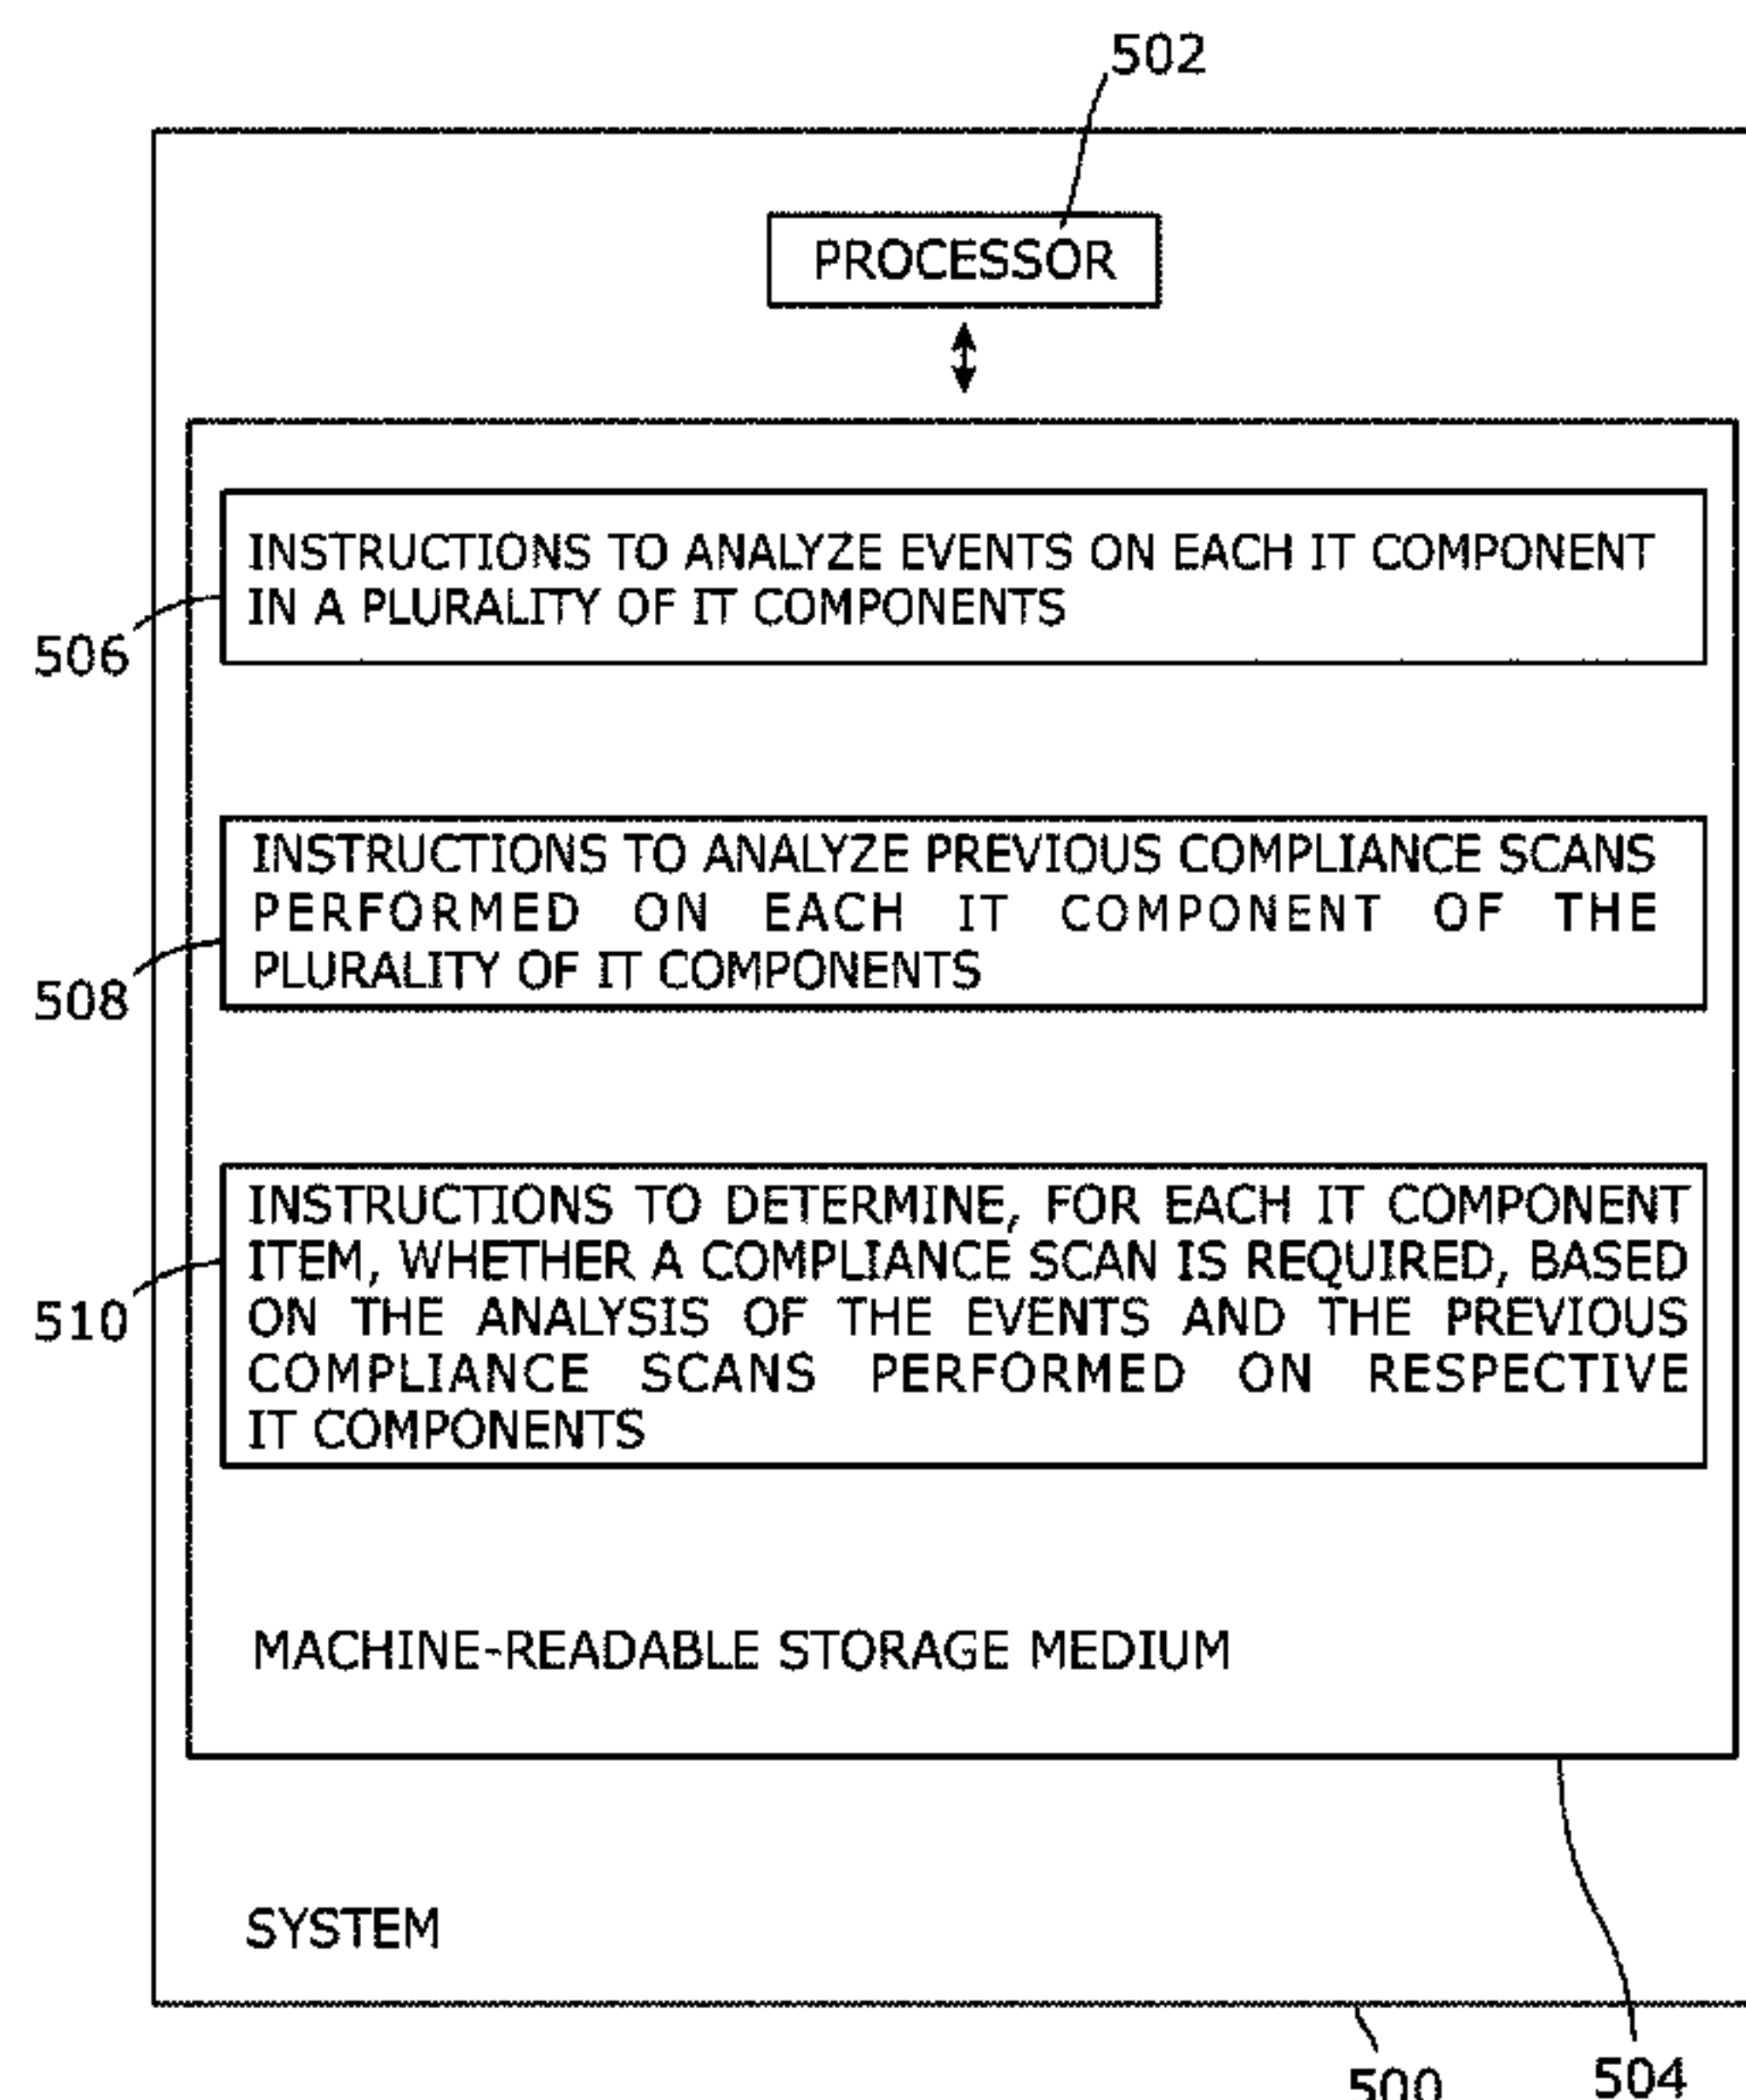 502
PROCESSOR
INSTRUCTIONS TO ANALYZE EVENTS ON EACH IT COMPONENT
IN A PLURALITY OF IT COMPONENTS
506
INSTRUCTIONS TO ANALYZE PREVIOUS COMPLIANCE SCANS
PERFORMED ON EACH IT COMPONENT OF THE
PLURALITY OF IT COMPONENTS
508
INSTRUCTIONS TO DETERMINE, FOR EACH IT COMPONENT
ITEM, WHETHER A COMPLIANCE SCAN IS REQUIRED, BASED
ON THE ANALYSIS OF THE EVENTS AND THE PREVIOUS
COMPLIANCE SCANS PERFORMED ON RESPECTIVE
IT COMPONENTS
510
MACHINE-READABLE STORAGE MEDIUM
SYSTEM
500
504